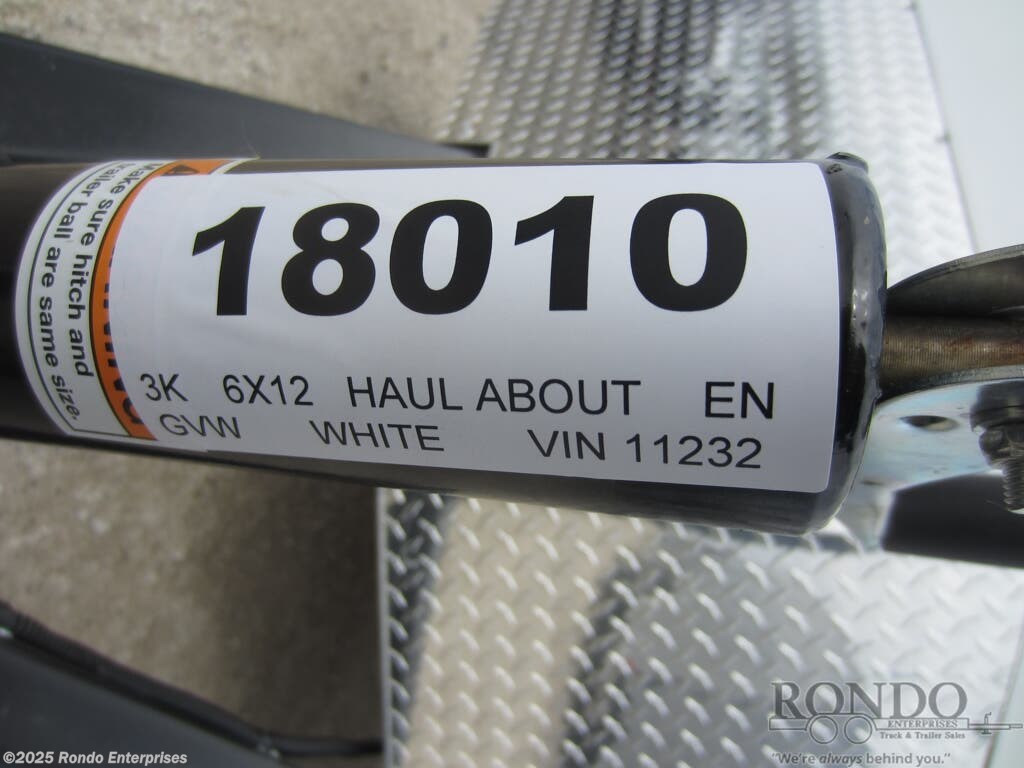 18010
3K 6X12 HAUL ABOUT EN
GVW WHITE VIN 11232
Make sure hitch and
trailer ball are same size.
RONDO
ENTERPRISES
Truck & Trailer Sales
"We're always behind you."
©2025 Rondo Enterprises